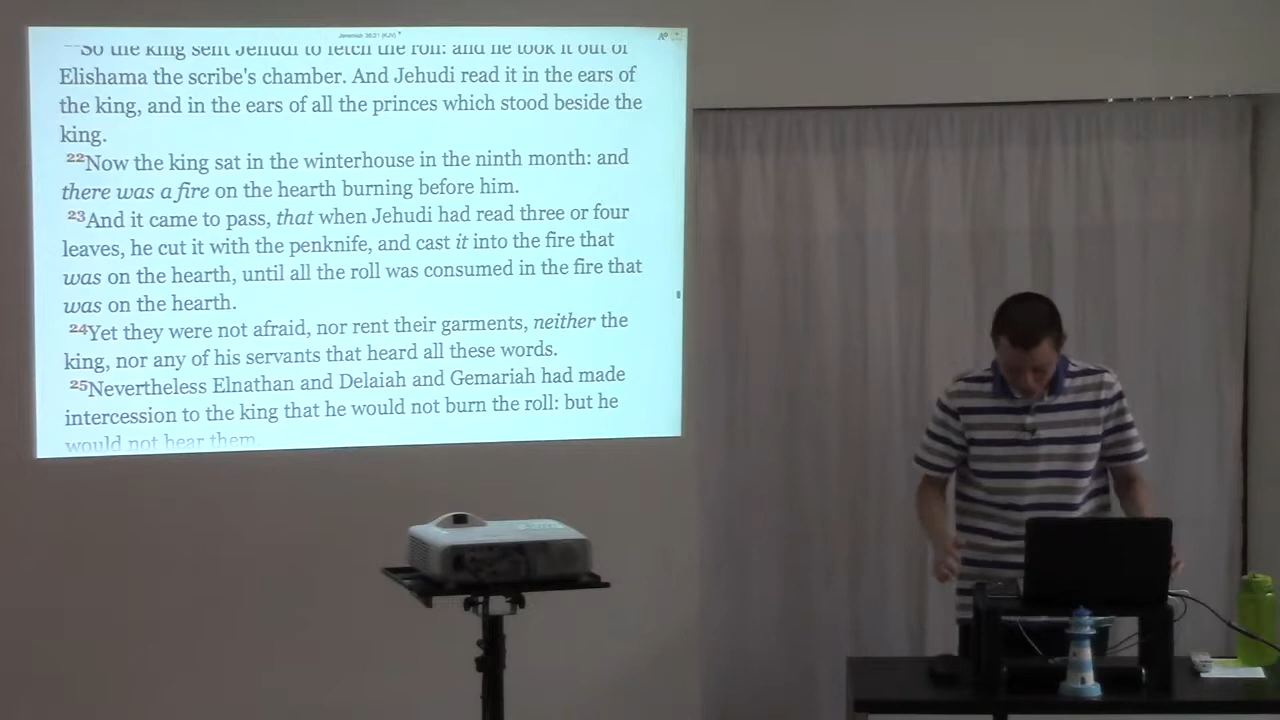 Jeremiah 36:21 (KJV)
So the king sent Jehudi to fetch the roll: and he took it out of
Elishama the scribe's chamber. And Jehudi read it in the ears of
the king, and in the ears of all the princes which stood beside the
king.
22Now the king sat in the winterhouse in the ninth month: and
there was a fire on the hearth burning before him.
23And it came to pass, that when Jehudi had read three or four
leaves, he cut it with the penknife, and cast it into the fire that
was on the hearth, until all the roll was consumed in the fire that
was on the hearth.
24Yet they were not afraid, nor rent their garments, neither the
king, nor any of his servants that heard all these words.
25Nevertheless Elnathan and Delaiah and Gemariah had made
intercession to the king that he would not burn the roll: but he
would not hear them.